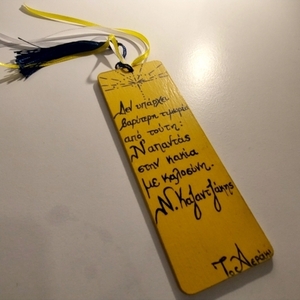 Δεν υπάρχει
βαρύτερη τιμωρία
από τούτη:
Ν'απαντάς
στην κακία
με καλοσύνη.
Ν. Καζαντζάκης